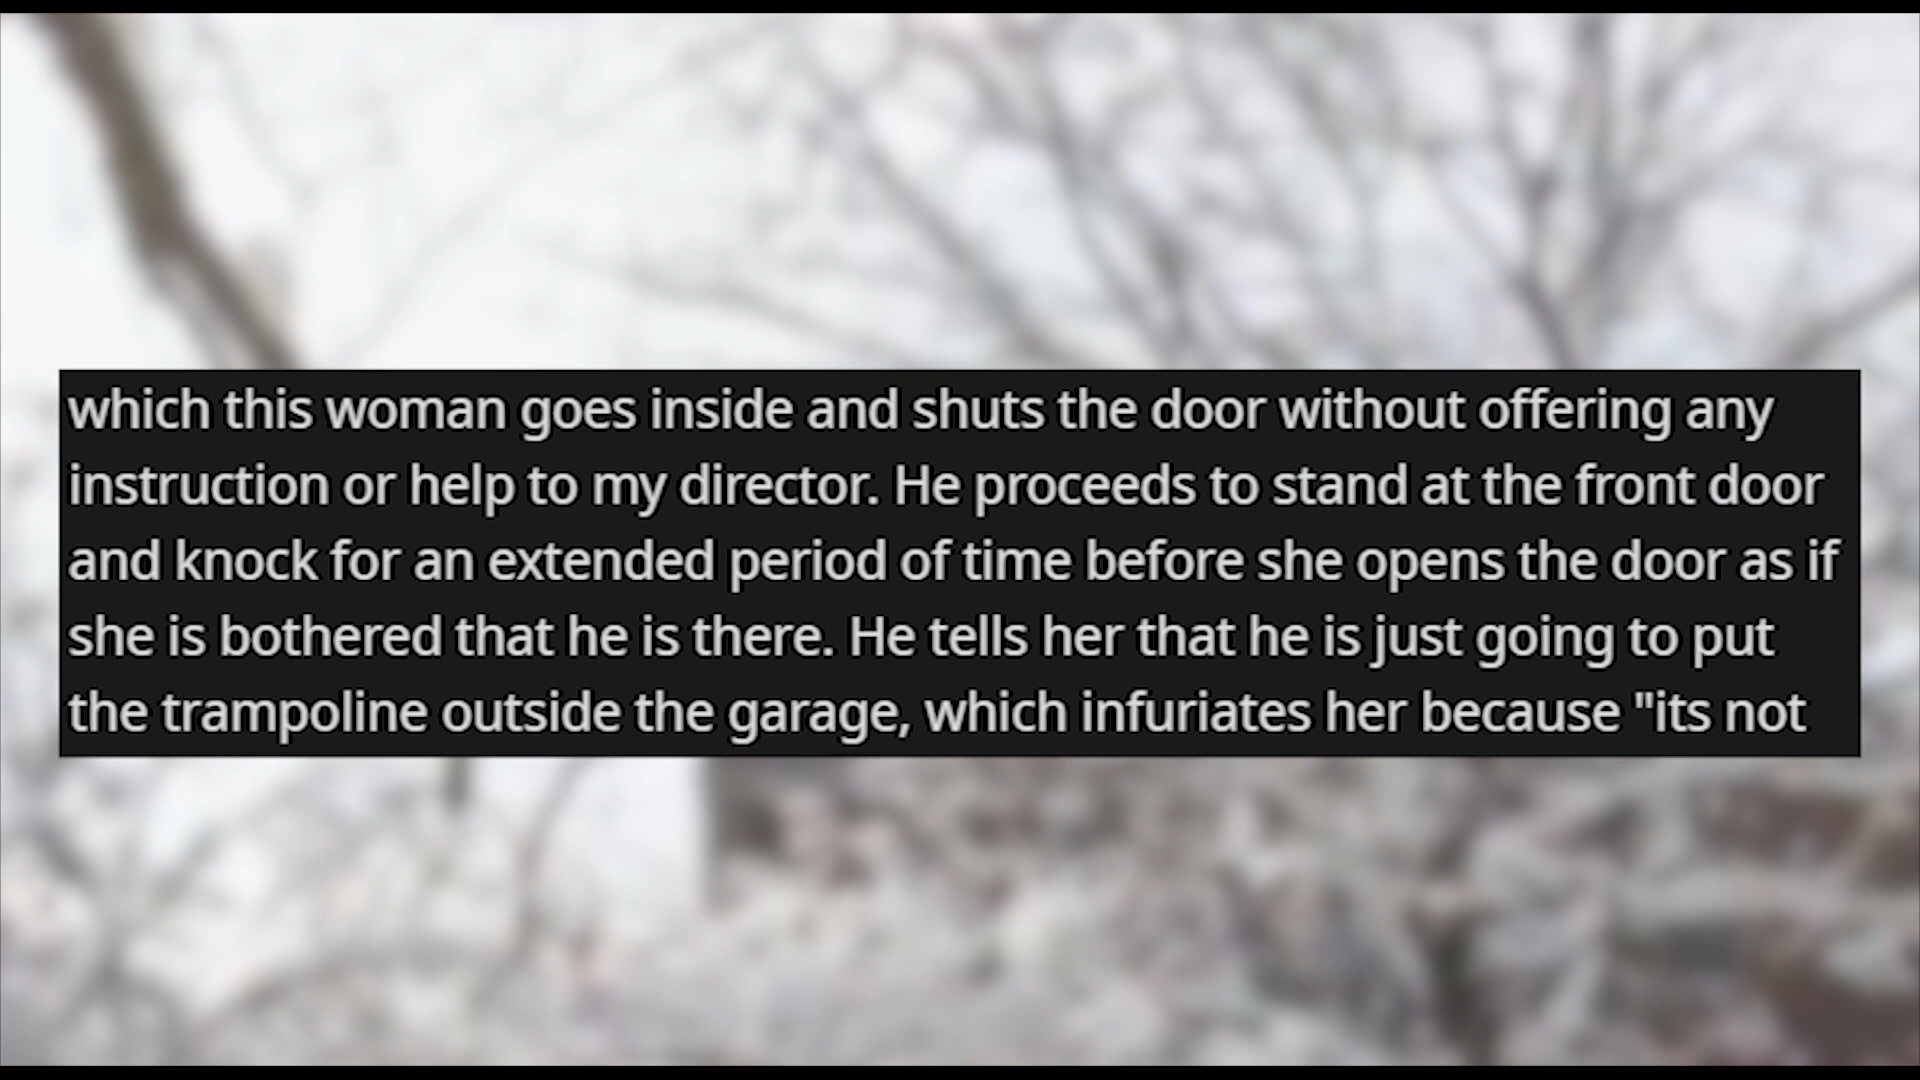 which this woman goes inside and shuts the door without offering any
instruction or help to my director. He proceeds to stand at the front door
and knock for an extended period of time before she opens the door as if
she is bothered that he is there. He tells her that he is just going to put
the trampoline outside the garage, which infuriates her because "its not